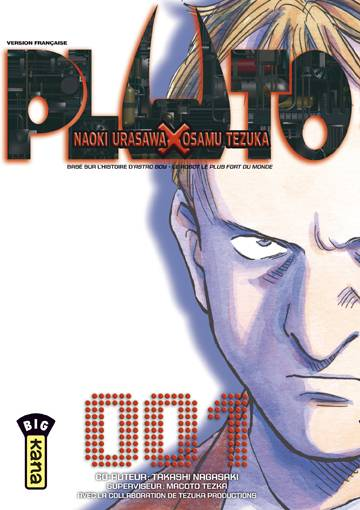 VERSION FRANÇAISE
PLUTO
NAOKI URASAWA X OSAMU TEZUKA
BASÉ SUR L'HISTOIRE D'ASTRO BOY - LE ROBOT LE PLUS FORT DU MONDE
001
BIG
kana
CO-AUTEUR : TAKASHI NAGASAKI
SUPERVISEUR : MACOTO TEZKA
AVEC LA COLLABORATION DE TEZUKA PRODUCTIONS